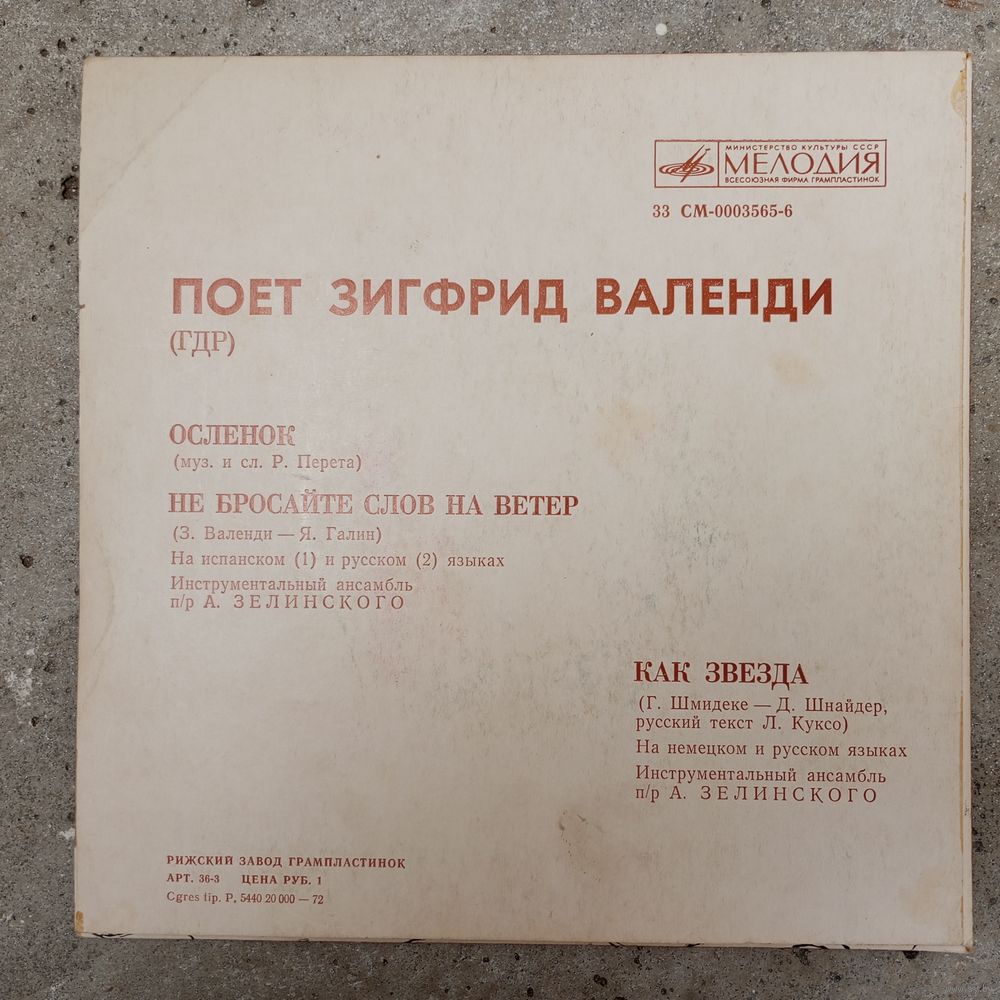 МИНИСТЕРСТВО КУЛЬТУРЫ СССР
МЕЛОДИЯ
ВСЕСОЮЗНАЯ ФИРМА ГРАМПЛАСТИНОК
33 СМ-0003565-6
ПОЕТ ЗИГФРИД ВАЛЕНДИ
(ГДР)
ОСЛЕНОК
(муз. и сл. Р. Перета)
НЕ БРОСАЙТЕ СЛОВ НА ВЕТЕР
(З. Валенди — Я. Галин)
На испанском (1) и русском (2) языках
Инструментальный ансамбль
п/р А. ЗЕЛИНСКОГО
КАК ЗВЕЗДА
(Г. Шмидеке — Д. Шнайдер,
русский текст Л. Куксо)
На немецком и русском языках
Инструментальный ансамбль
п/р А. ЗЕЛИНСКОГО
РИЖСКИЙ ЗАВОД ГРАМПЛАСТИНОК
АРТ. 36-3 ЦЕНА РУБ. 1
Cgres tip. P. 5440 20 000 — 72